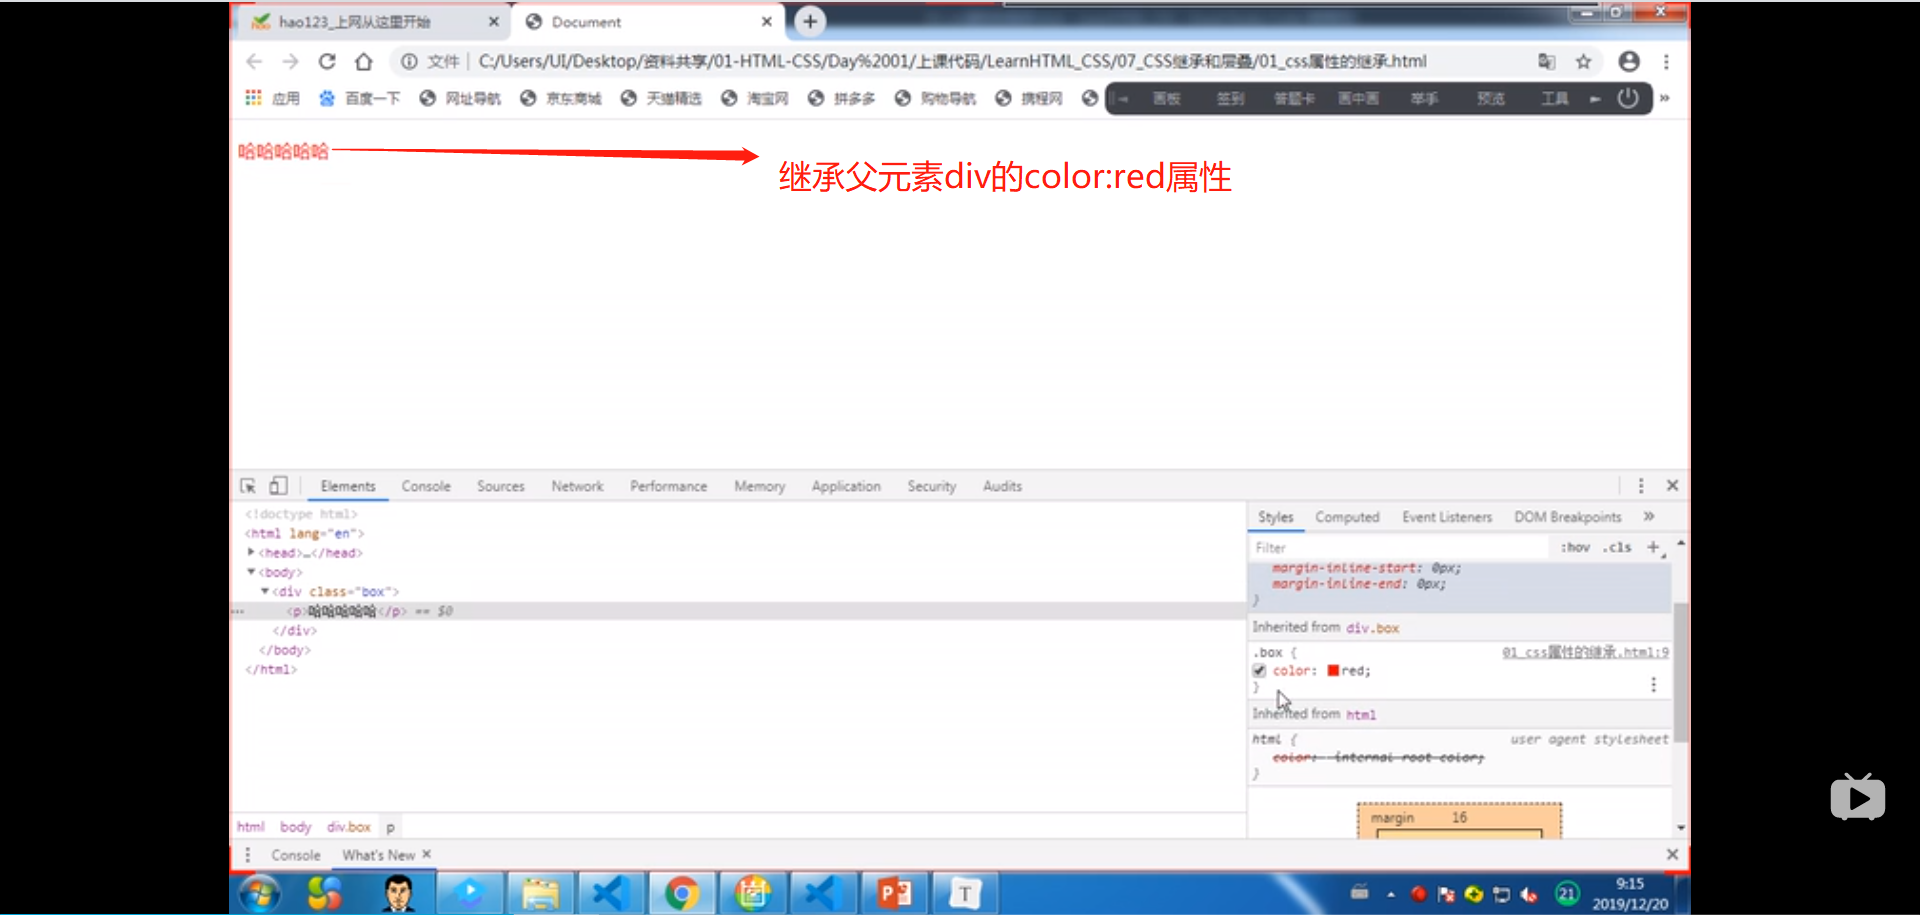 hao123_上网从这里开始
Document
文件 | C:/Users/UI/Desktop/资料共享/01-HTML-CSS/Day%2001/上课代码/LearnHTML_CSS/07_CSS继承和层叠/01_css属性的继承.html
应用 百度一下 网址导航 京东商城 天猫精选 淘宝网 拼多多 购物导航 携程网
画板 签到 答题卡 画中画 举手 预览 工具
哈哈哈哈哈
继承父元素div的color:red属性
Elements Console Sources Network Performance Memory Application Security Audits
<!doctype html>
<html lang="en">
<head>…</head>
<body>
<div class="box">
<p>哈哈哈哈哈</p> == $0
</div>
</body>
</html>
html body div.box p
Styles Computed Event Listeners DOM Breakpoints
Filter :hov .cls +
margin-inline-start: 0px;
margin-inline-end: 0px;
}
Inherited from div.box
.box { 01_css属性的继承.html:9
color: red;
}
Inherited from html
html { user agent stylesheet
color: -internal-root-color;
}
margin 16
Console What's New
21
9:15
2019/12/20